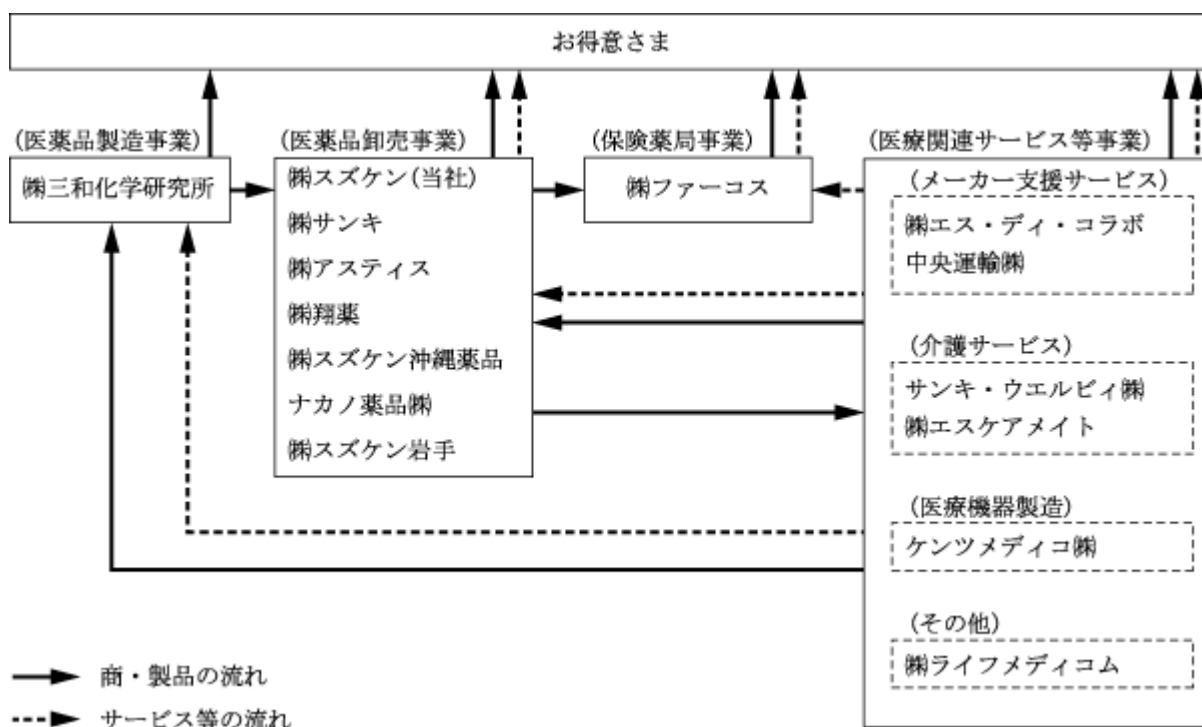 お得意さま
(医薬品製造事業)
㈱三和化学研究所
(医薬品卸売事業)
㈱スズケン(当社)
㈱サンキ
㈱アスティス
㈱翔薬
㈱スズケン沖縄薬品
ナカノ薬品㈱
㈱スズケン岩手
(保険薬局事業)
㈱ファーコス
(医療関連サービス等事業)
(メーカー支援サービス)
㈱エス・ディ・コラボ
中央運輸㈱
(介護サービス)
サンキ・ウエルビィ㈱
㈱エスケアメイト
(医療機器製造)
ケンツメディコ㈱
(その他)
㈱ライフメディコム
商・製品の流れ
サービス等の流れ